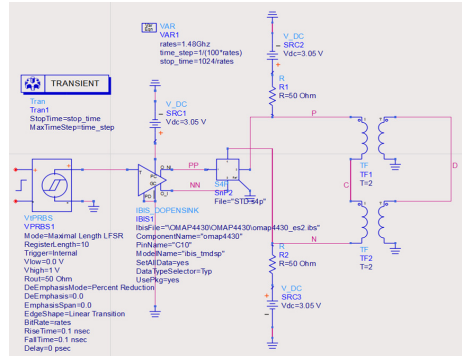 Var
Eqn
VAR
VAR1
rates=1.48Ghz
time_step=1/(100*rates)
stop_time=1024/rates
TRANSIENT
Tran
Tran1
StopTime=stop_time
MaxTimeStep=time_step
V_DC
SRC2
Vdc=3.05 V
R
R1
R=50 Ohm
V_DC
SRC1
Vdc=3.05 V
P
PP
NN
S4P
SnP2
File="STD.s4p"
TF
TF1
T=2
C
D
N
TF
TF2
T=2
R
R2
R=50 Ohm
V_DC
SRC3
Vdc=3.05 V
VtPRBS
VPRBS1
Mode=Maximal Length LFSR
RegisterLength=10
Trigger=Internal
Vlow=0.0 V
Vhigh=1 V
Rout=50 Ohm
DeEmphasisMode=Percent Reduction
DeEmphasis=0.0
EmphasisSpan=0.0
EdgeShape=Linear Transition
BitRate=rates
RiseTime=0.1 nsec
FallTime=0.1 nsec
Delay=0 psec
IBIS_DOPENSINK
IBIS1
IbisFile="\OMAP4430\OMAP4430\omap4430_es2.ibs"
ComponentName="omap4430"
PinName="C10"
ModelName="ibis_tmdsp"
SetAllData=yes
DataTypeSelector=Typ
UsePkg=yes